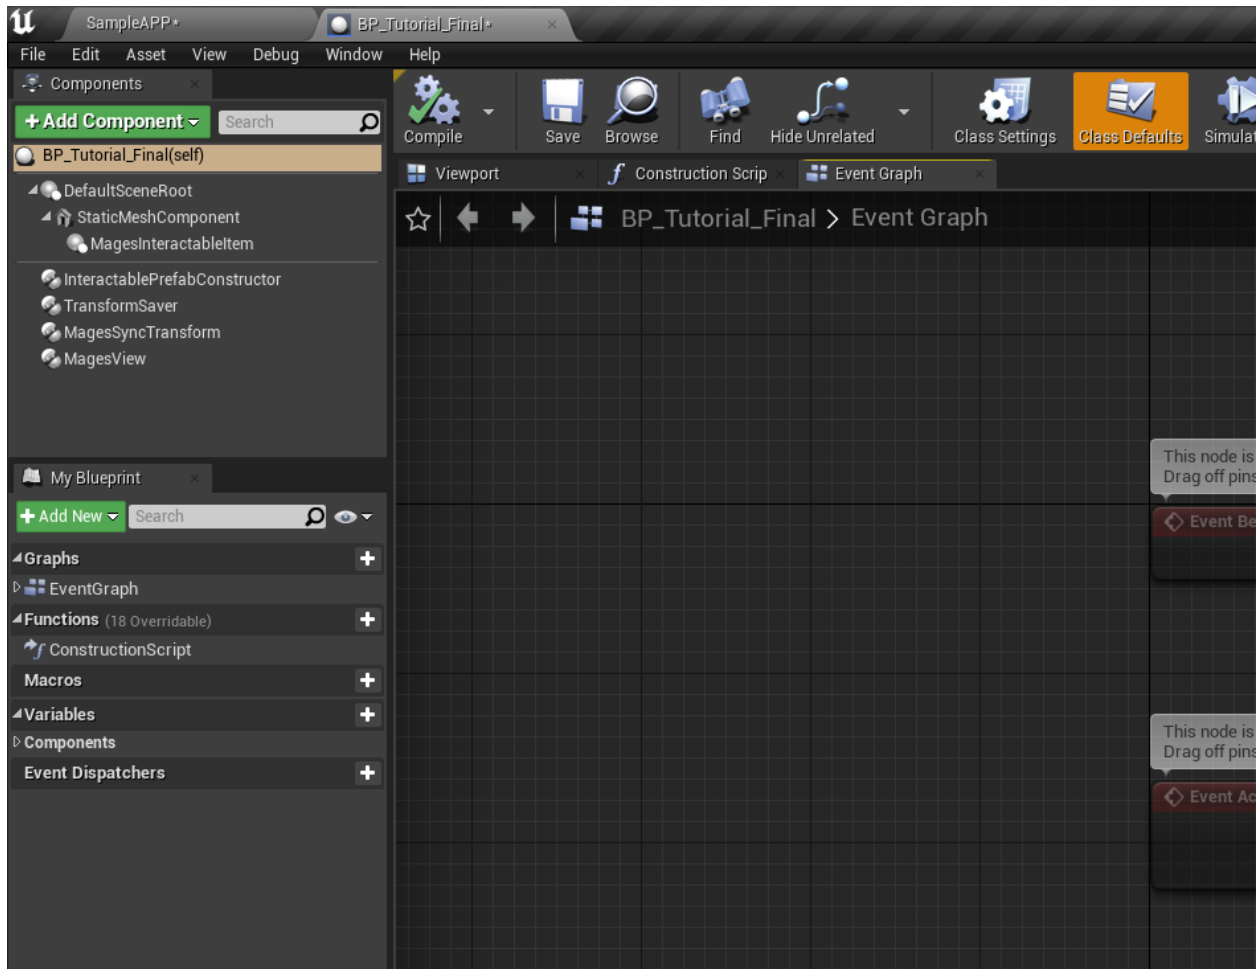 SampleAPP*
BP_Tutorial_Final*
File Edit Asset View Debug Window Help
Components
+ Add Component
Search
BP_Tutorial_Final(self)
DefaultSceneRoot
StaticMeshComponent
MagesInteractableItem
InteractablePrefabConstructor
TransformSaver
MagesSyncTransform
MagesView
Compile
Save
Browse
Find
Hide Unrelated
Class Settings
Class Defaults
Simulat
Viewport
Construction Scrip
Event Graph
BP_Tutorial_Final > Event Graph
This node is
Drag off pins
Event Be
This node is
Drag off pins
Event Ac
My Blueprint
+ Add New
Search
Graphs
EventGraph
Functions (18 Overridable)
ConstructionScript
Macros
Variables
Components
Event Dispatchers